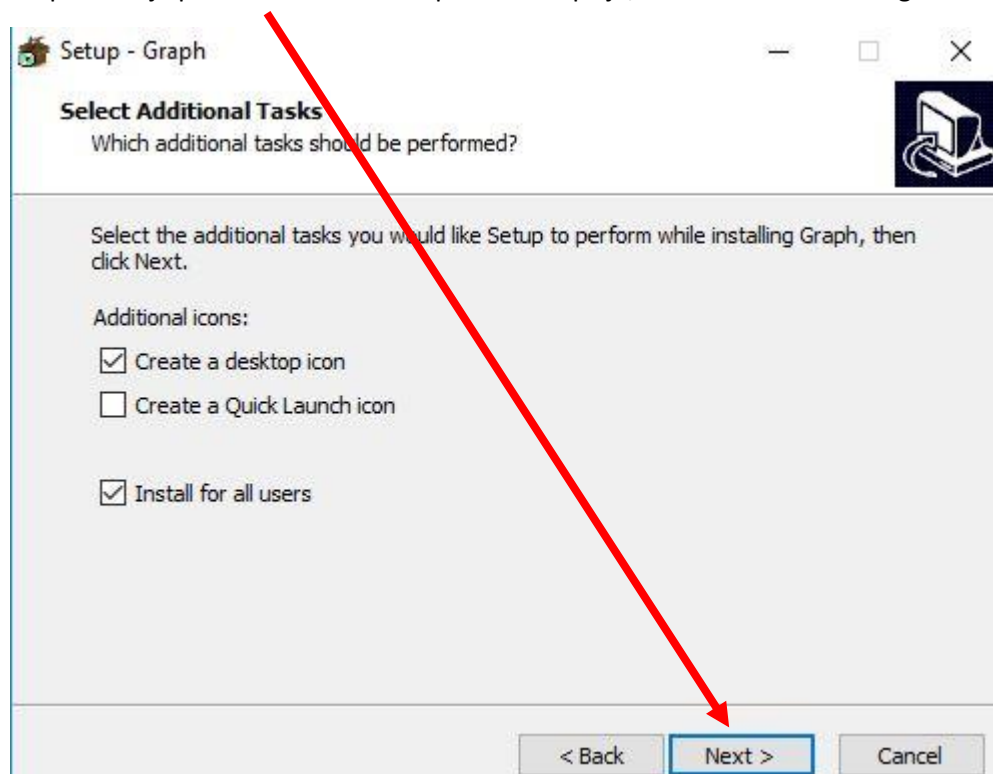 Setup - Graph
Select Additional Tasks
Which additional tasks should be performed?
Select the additional tasks you would like Setup to perform while installing Graph, then
click Next.
Additional icons:
Create a desktop icon
Create a Quick Launch icon
Install for all users
< Back Next > Cancel